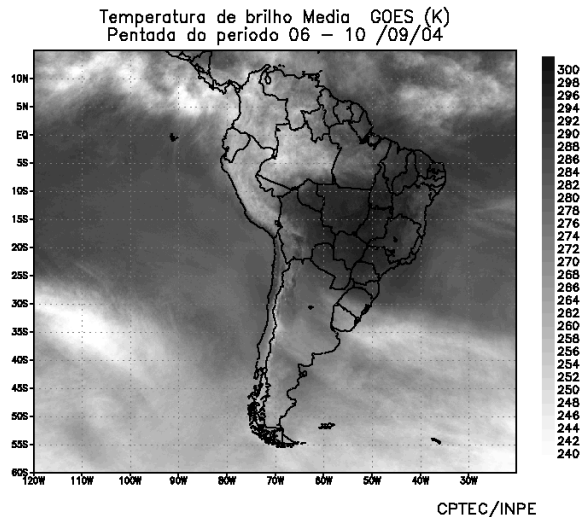 Temperatura de brilho Media GOES (K)
Pentada do periodo 06 – 10 /09/04
10N
5N
EQ
5S
10S
15S
20S
25S
30S
35S
40S
45S
50S
55S
60S
120W 110W 100W 90W 80W 70W 60W 50W 40W 30W
300
298
296
294
292
290
288
286
284
282
280
278
276
274
272
270
268
266
264
262
260
258
256
254
252
250
248
246
244
242
240
CPTEC/INPE